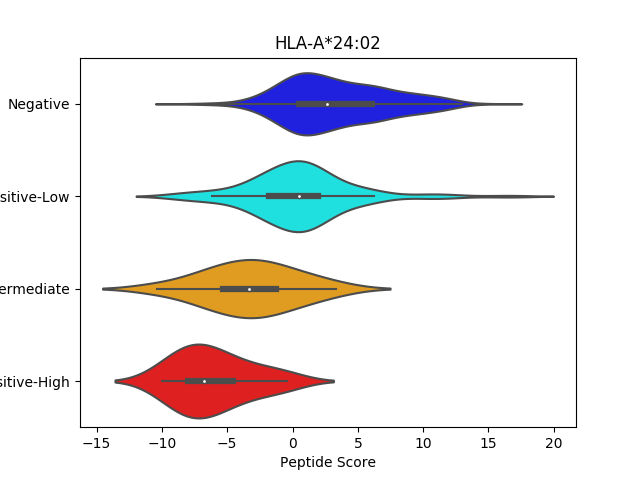 HLA-A*24:02
Negative
sitive-Low
ermediate
sitive-High
−15 −10 −5 0 5 10 15 20
Peptide Score